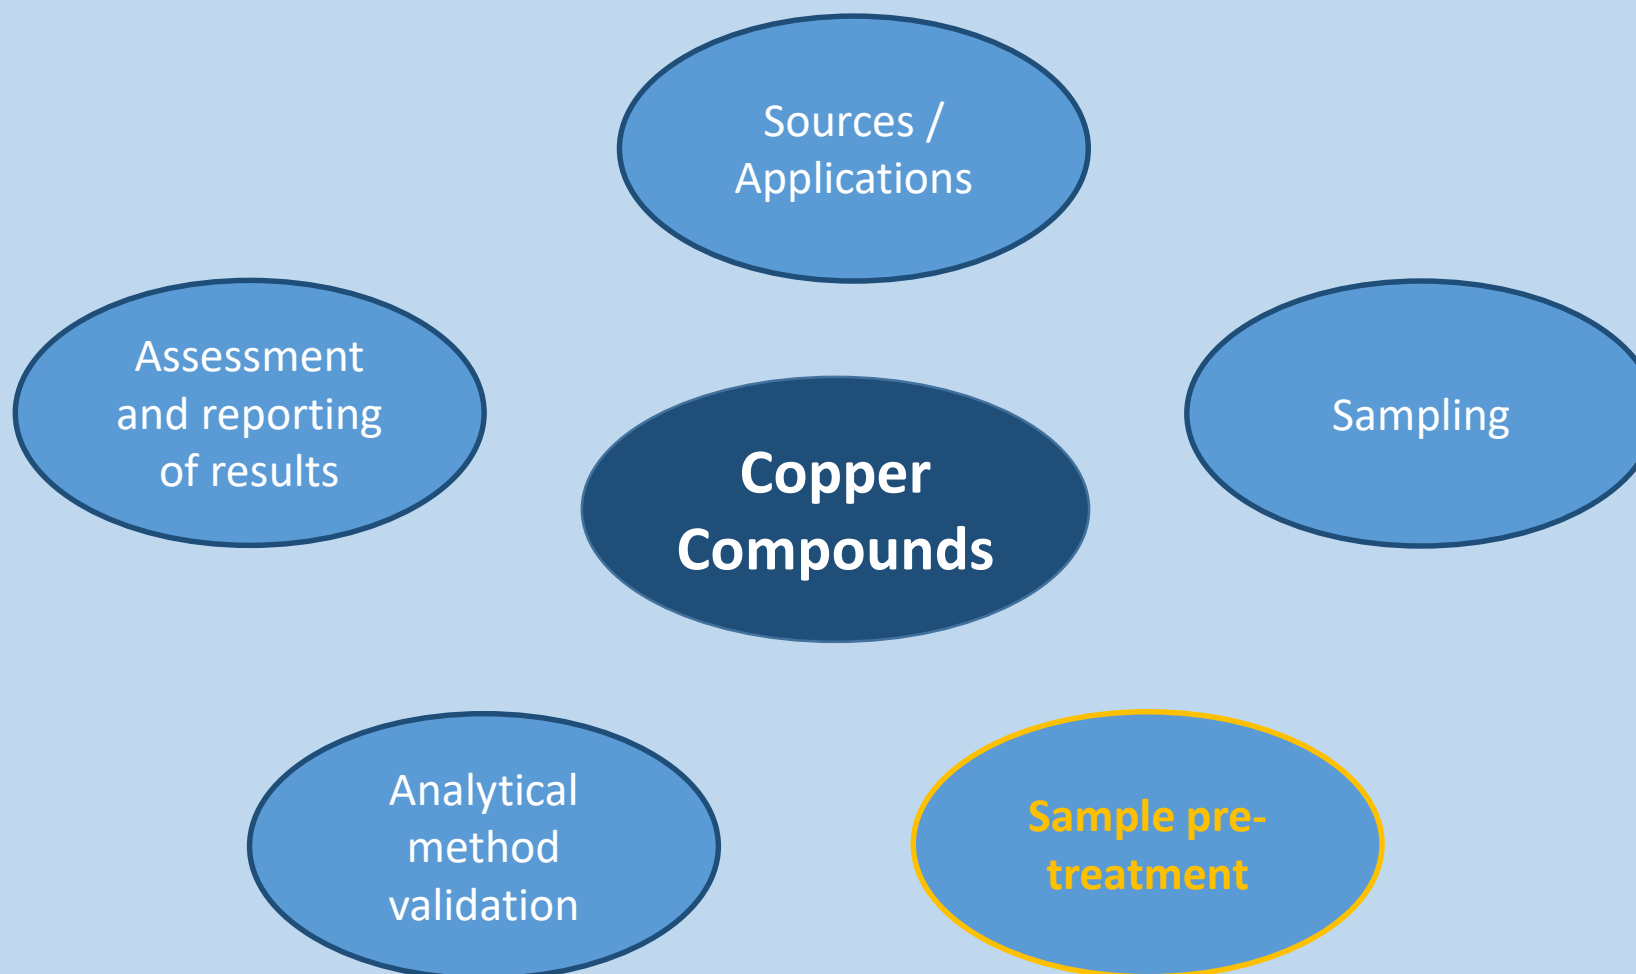 Sources /
Applications
Assessment
and reporting
of results
Sampling
Copper
Compounds
Analytical
method
validation
Sample pre-
treatment